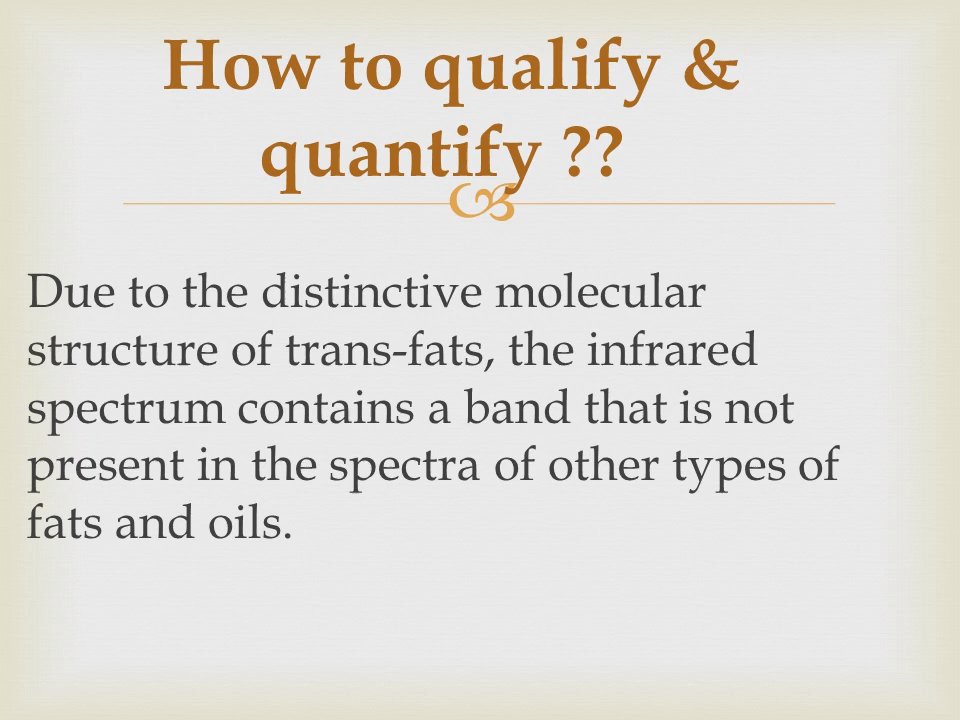 How to qualify &
quantify ??
Due to the distinctive molecular
structure of trans-fats, the infrared
spectrum contains a band that is not
present in the spectra of other types of
fats and oils.